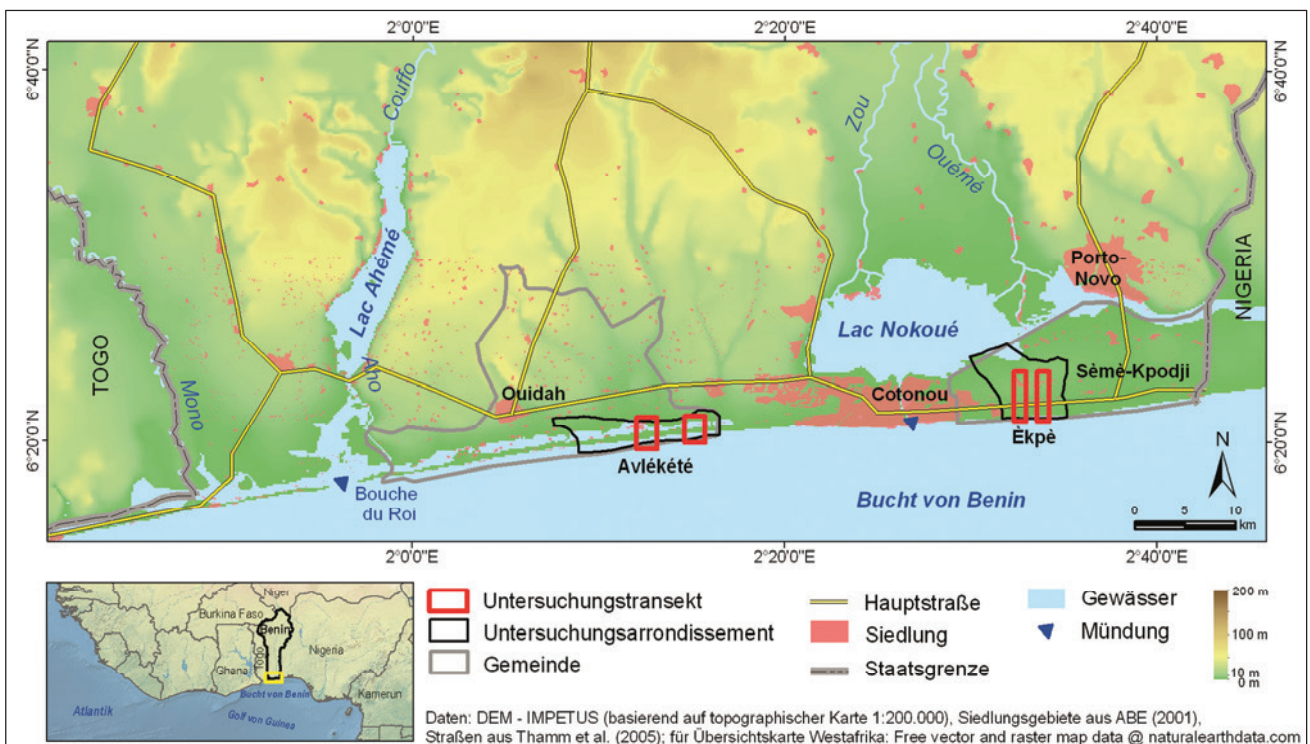 2°0'0"E 2°20'0"E 2°40'0"E
6°40'0"N 6°40'0"N
Couffo
Zou
Ouémé
Lac Ahémé
Porto-
Novo
NIGERIA
TOGO
Mono
Aho
Lac Nokoué
Ouidah
Cotonou
Sèmè-Kpodji
6°20'0"N 6°20'0"N
Èkpè
Avlékété
N
Bouche
du Roi
Bucht von Benin
0 5 10
km
2°0'0"E 2°20'0"E 2°40'0"E
Niger
Burkina Faso
Benin
Togo
Ghana
Nigeria
Kamerun
Bucht von Benin
Atlantik
Golf von Guinea
Untersuchungstransekt
Untersuchungsarrondissement
Gemeinde
Hauptstraße
Siedlung
Staatsgrenze
Gewässer
Mündung
200 m
100 m
10 m
0 m
Daten: DEM - IMPETUS (basierend auf topographischer Karte 1:200.000), Siedlungsgebiete aus ABE (2001),
Straßen aus Thamm et al. (2005); für Übersichtskarte Westafrika: Free vector and raster map data @ naturalearthdata.com